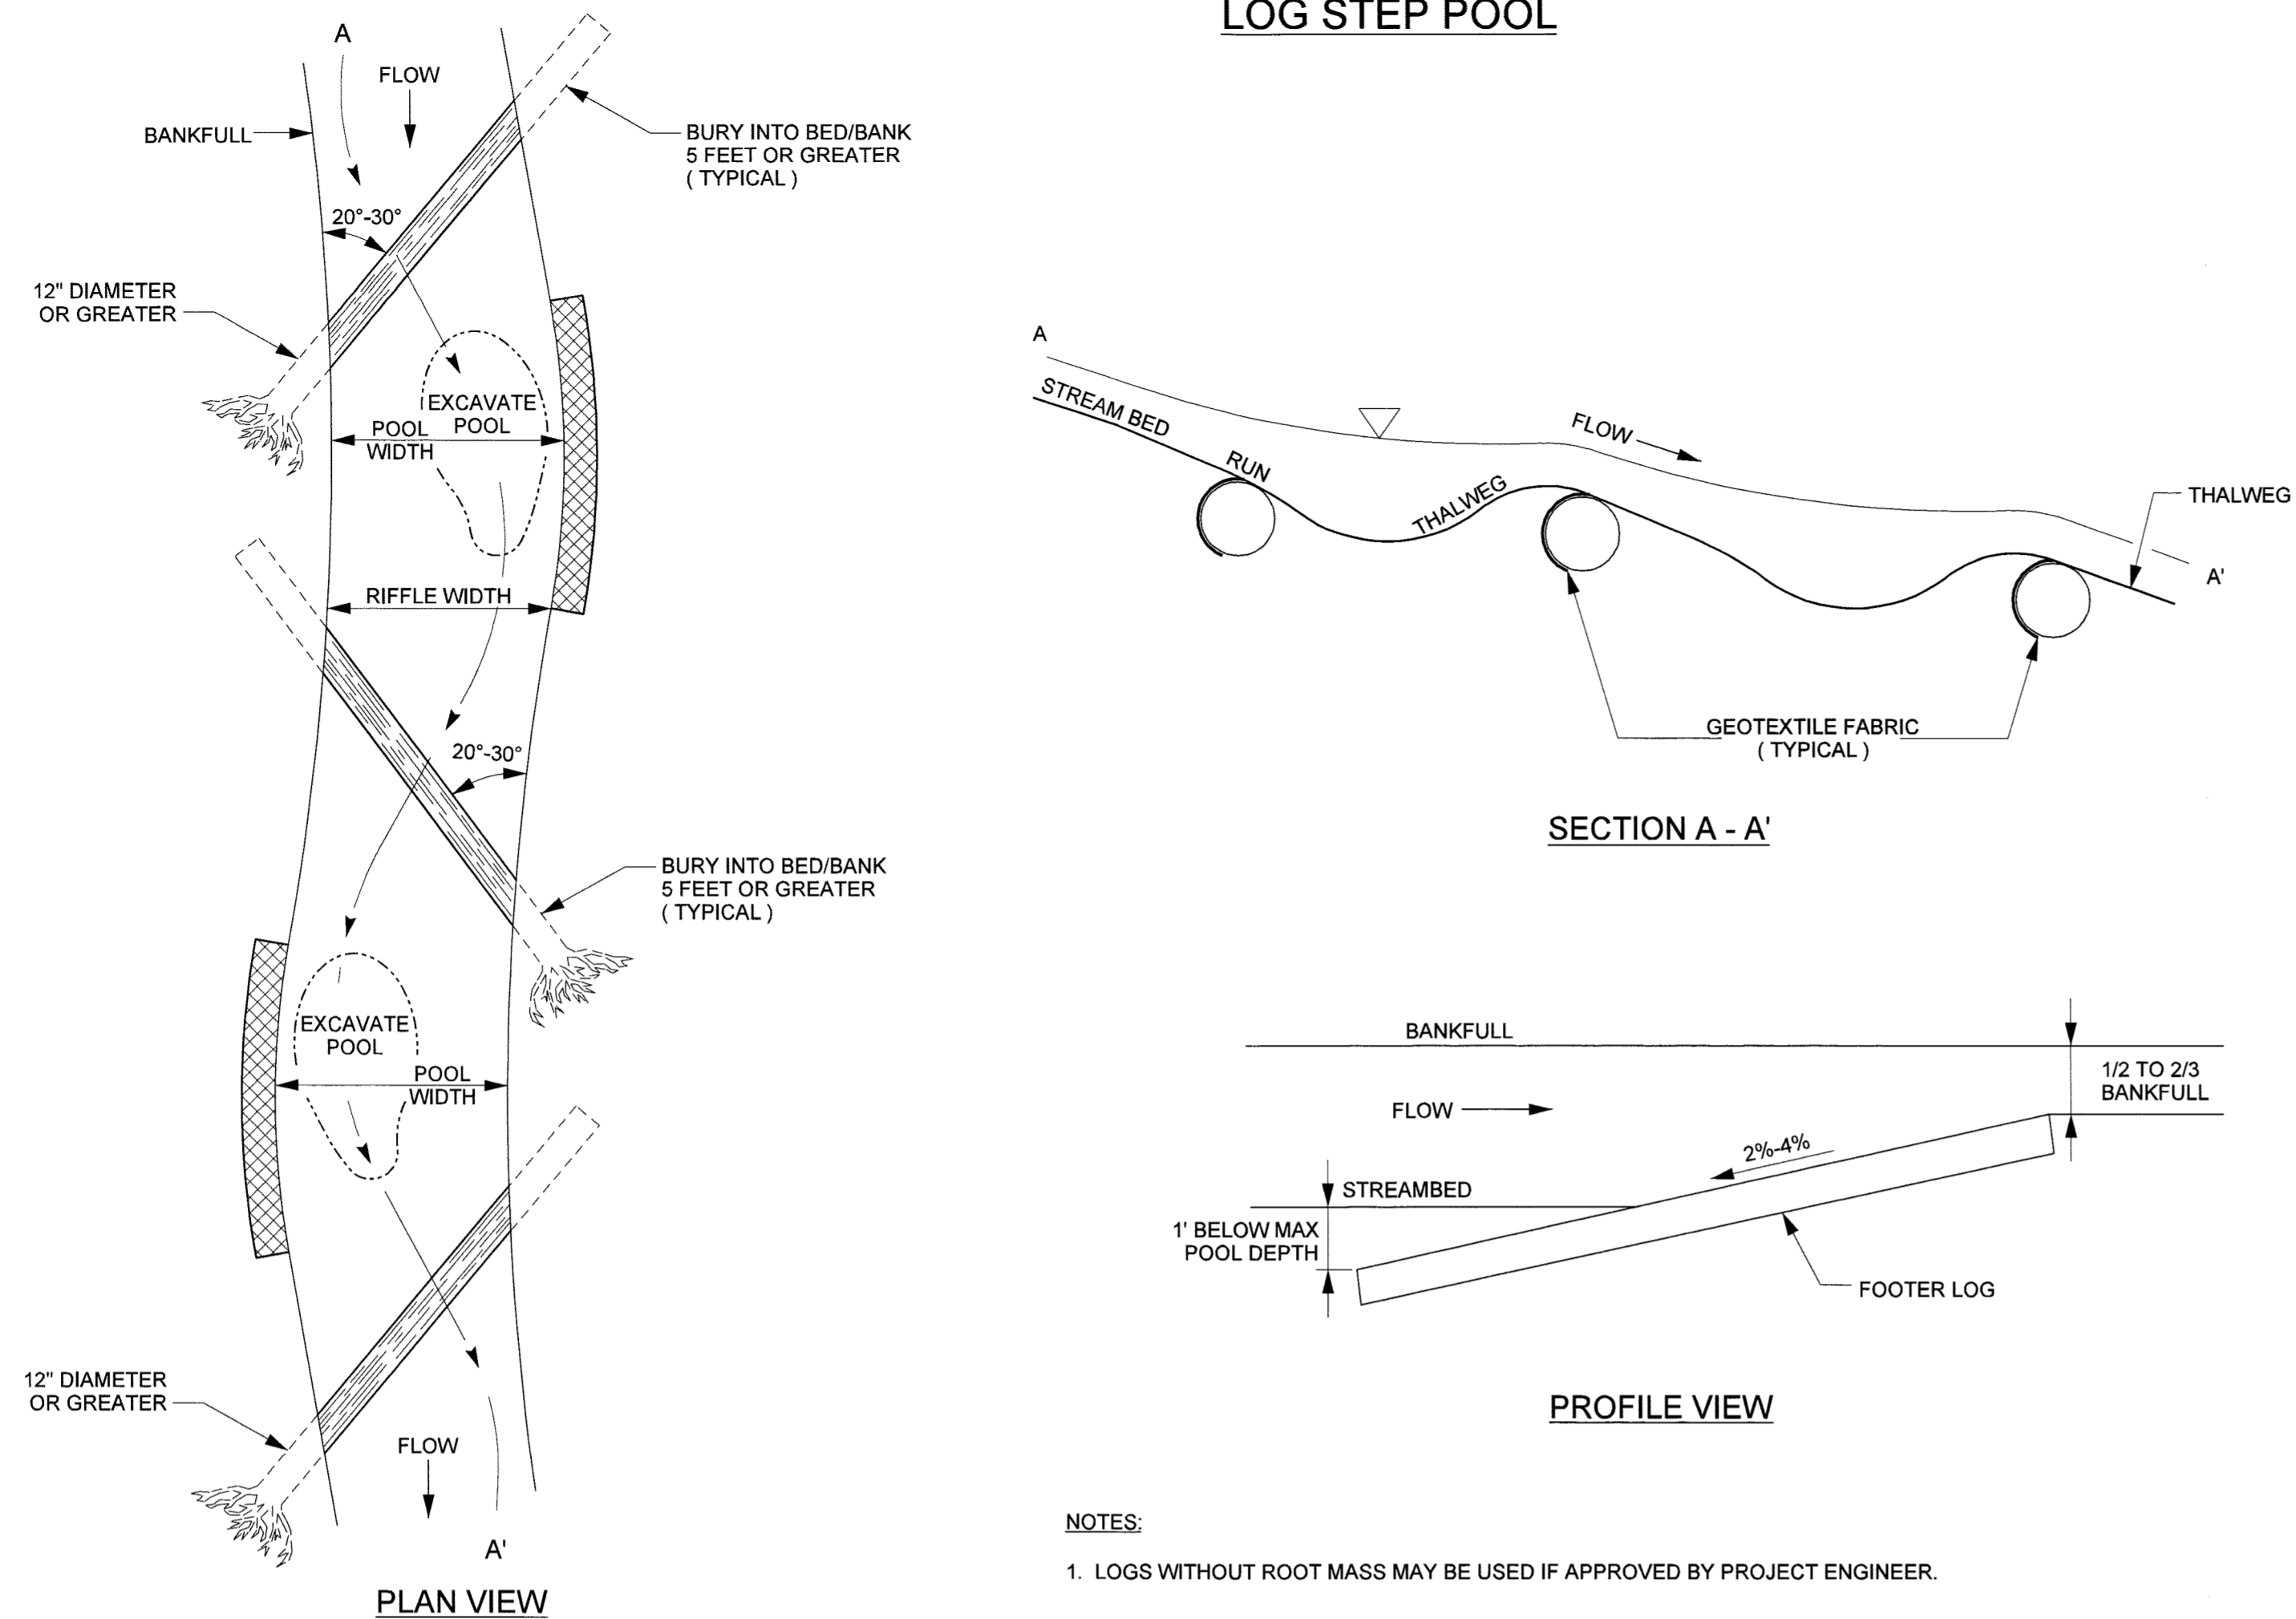 LOG STEP POOL
A
FLOW
BANKFULL
BURY INTO BED/BANK
5 FEET OR GREATER
( TYPICAL )
20°-30°
12" DIAMETER
OR GREATER
EXCAVATE
POOL
POOL
WIDTH
RIFFLE WIDTH
20°-30°
BURY INTO BED/BANK
5 FEET OR GREATER
( TYPICAL )
EXCAVATE
POOL
POOL
WIDTH
12" DIAMETER
OR GREATER
FLOW
A'
PLAN VIEW
A
STREAM BED
RUN
THALWEG
FLOW
THALWEG
A'
GEOTEXTILE FABRIC
( TYPICAL )
SECTION A - A'
BANKFULL
1/2 TO 2/3
BANKFULL
FLOW
2%-4%
STREAMBED
1' BELOW MAX
POOL DEPTH
FOOTER LOG
PROFILE VIEW
NOTES:
1. LOGS WITHOUT ROOT MASS MAY BE USED IF APPROVED BY PROJECT ENGINEER.